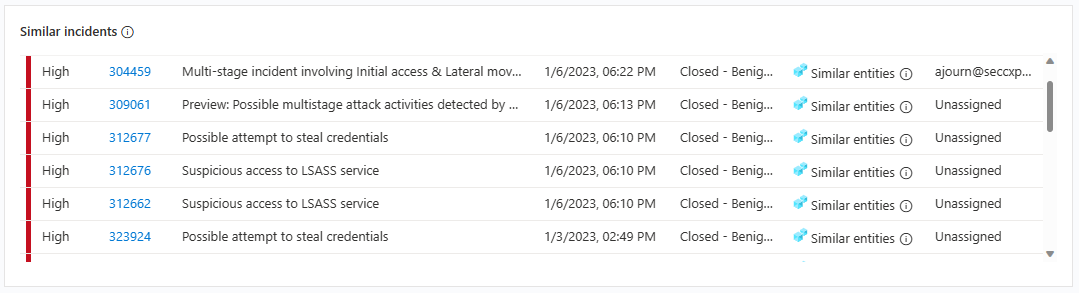 Similar incidents
High 304459 Multi-stage incident involving Initial access & Lateral mov... 1/6/2023, 06:22 PM Closed - Benig... Similar entities ajourn@seccxp...
High 309061 Preview: Possible multistage attack activities detected by ... 1/6/2023, 06:13 PM Closed - Benig... Similar entities Unassigned
High 312677 Possible attempt to steal credentials 1/6/2023, 06:10 PM Closed - Benig... Similar entities Unassigned
High 312676 Suspicious access to LSASS service 1/6/2023, 06:10 PM Closed - Benig... Similar entities Unassigned
High 312662 Suspicious access to LSASS service 1/6/2023, 06:10 PM Closed - Benig... Similar entities Unassigned
High 323924 Possible attempt to steal credentials 1/3/2023, 02:49 PM Closed - Benig... Similar entities Unassigned